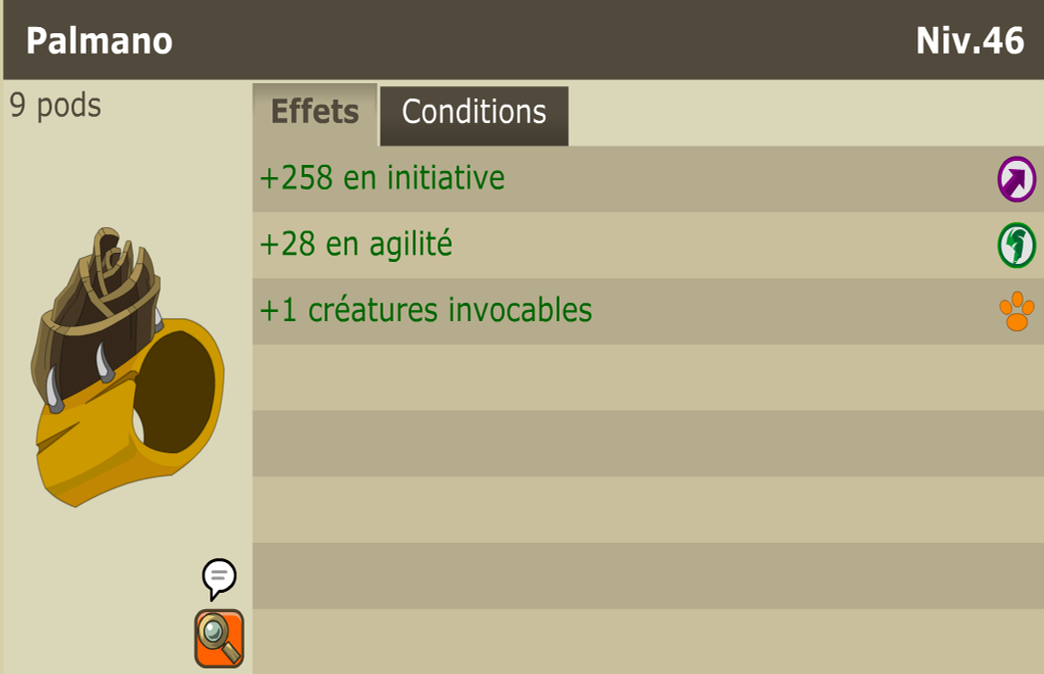 Palmano
Niv.46
9 pods
Effets
Conditions
+258 en initiative
+28 en agilité
+1 créatures invocables